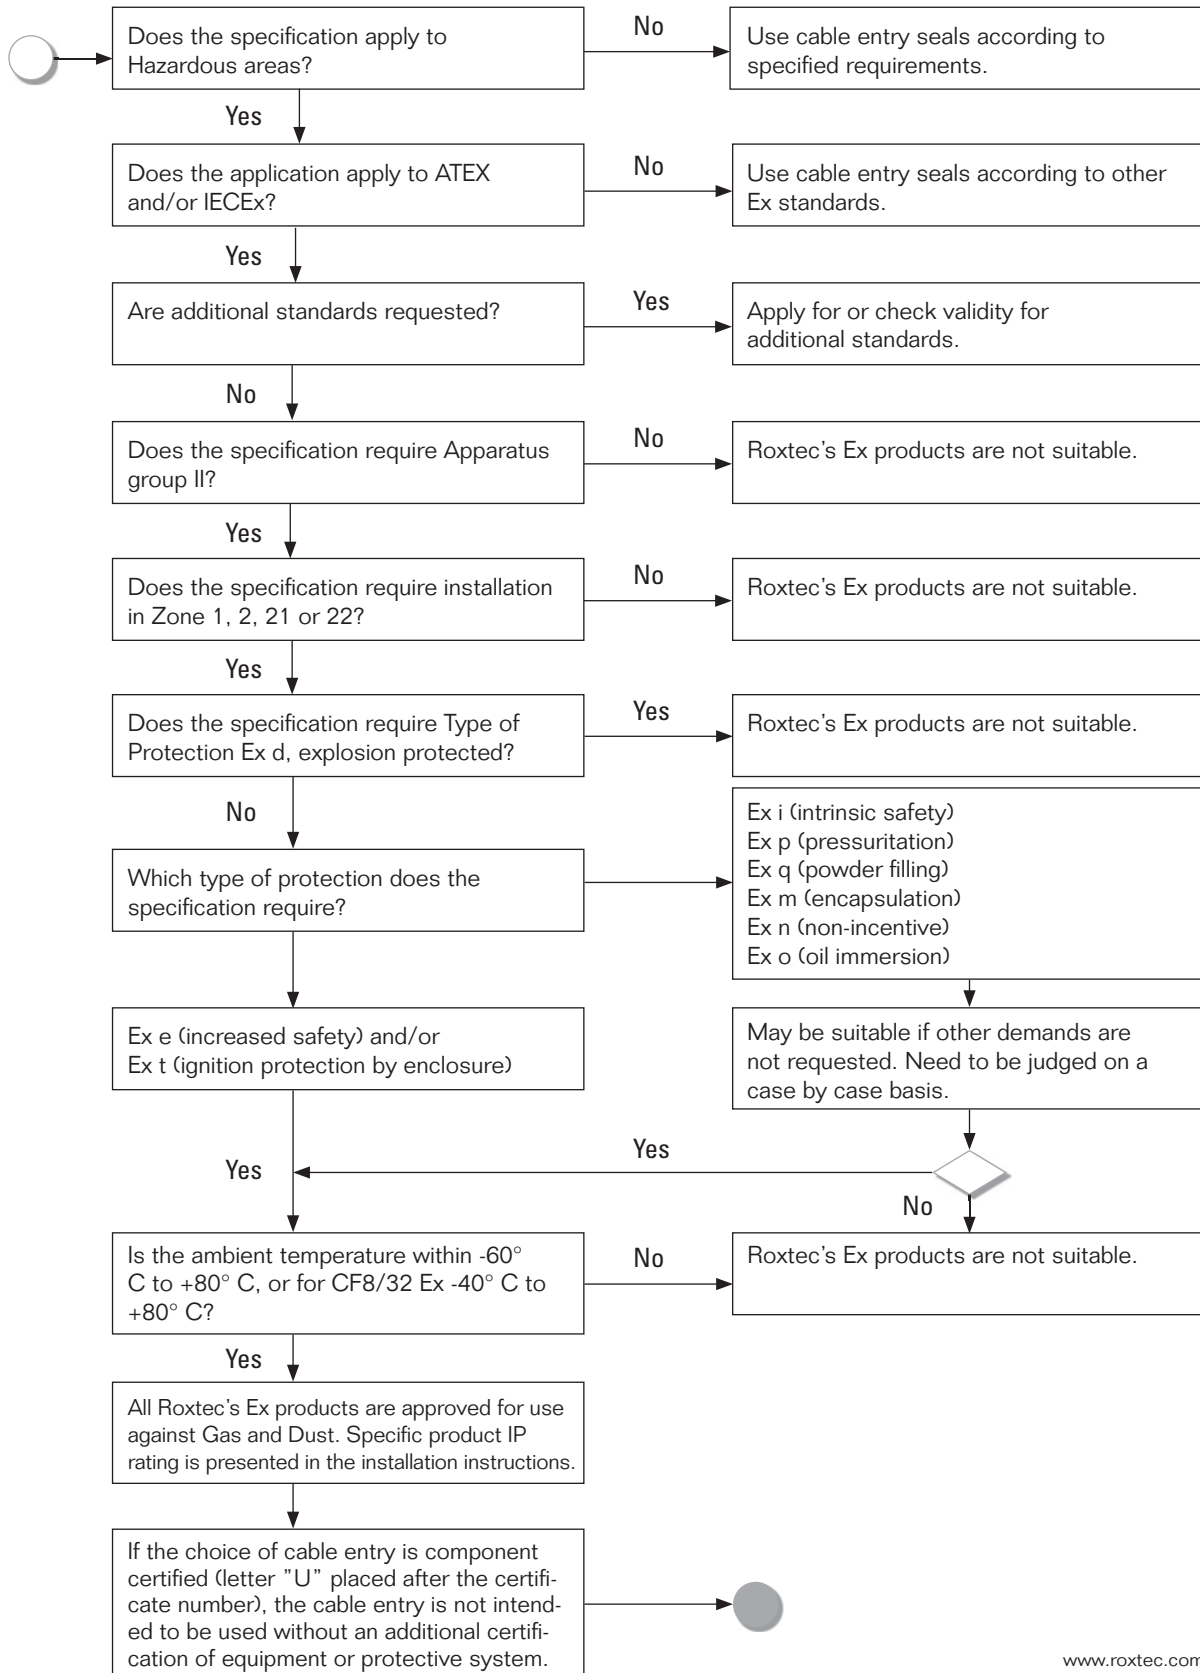 Does the specification apply to
Hazardous areas?
No
Use cable entry seals according to
specified requirements.
Yes
Does the application apply to ATEX
and/or IECEx?
No
Use cable entry seals according to other
Ex standards.
Yes
Are additional standards requested?
Yes
Apply for or check validity for
additional standards.
No
Does the specification require Apparatus
group II?
No
Roxtec's Ex products are not suitable.
Yes
Does the specification require installation
in Zone 1, 2, 21 or 22?
No
Roxtec's Ex products are not suitable.
Yes
Does the specification require Type of
Protection Ex d, explosion protected?
Yes
Roxtec's Ex products are not suitable.
No
Which type of protection does the
specification require?
Ex i (intrinsic safety)
Ex p (pressuritation)
Ex q (powder filling)
Ex m (encapsulation)
Ex n (non-incentive)
Ex o (oil immersion)
Ex e (increased safety) and/or
Ex t (ignition protection by enclosure)
May be suitable if other demands are
not requested. Need to be judged on a
case by case basis.
Yes
Yes
No
Is the ambient temperature within -60°
C to +80° C, or for CF8/32 Ex -40° C to
+80° C?
No
Roxtec's Ex products are not suitable.
Yes
All Roxtec's Ex products are approved for use
against Gas and Dust. Specific product IP
rating is presented in the installation instructions.
If the choice of cable entry is component
certified (letter "U" placed after the certifi-
cate number), the cable entry is not intend-
ed to be used without an additional certifi-
cation of equipment or protective system.
www.roxtec.com